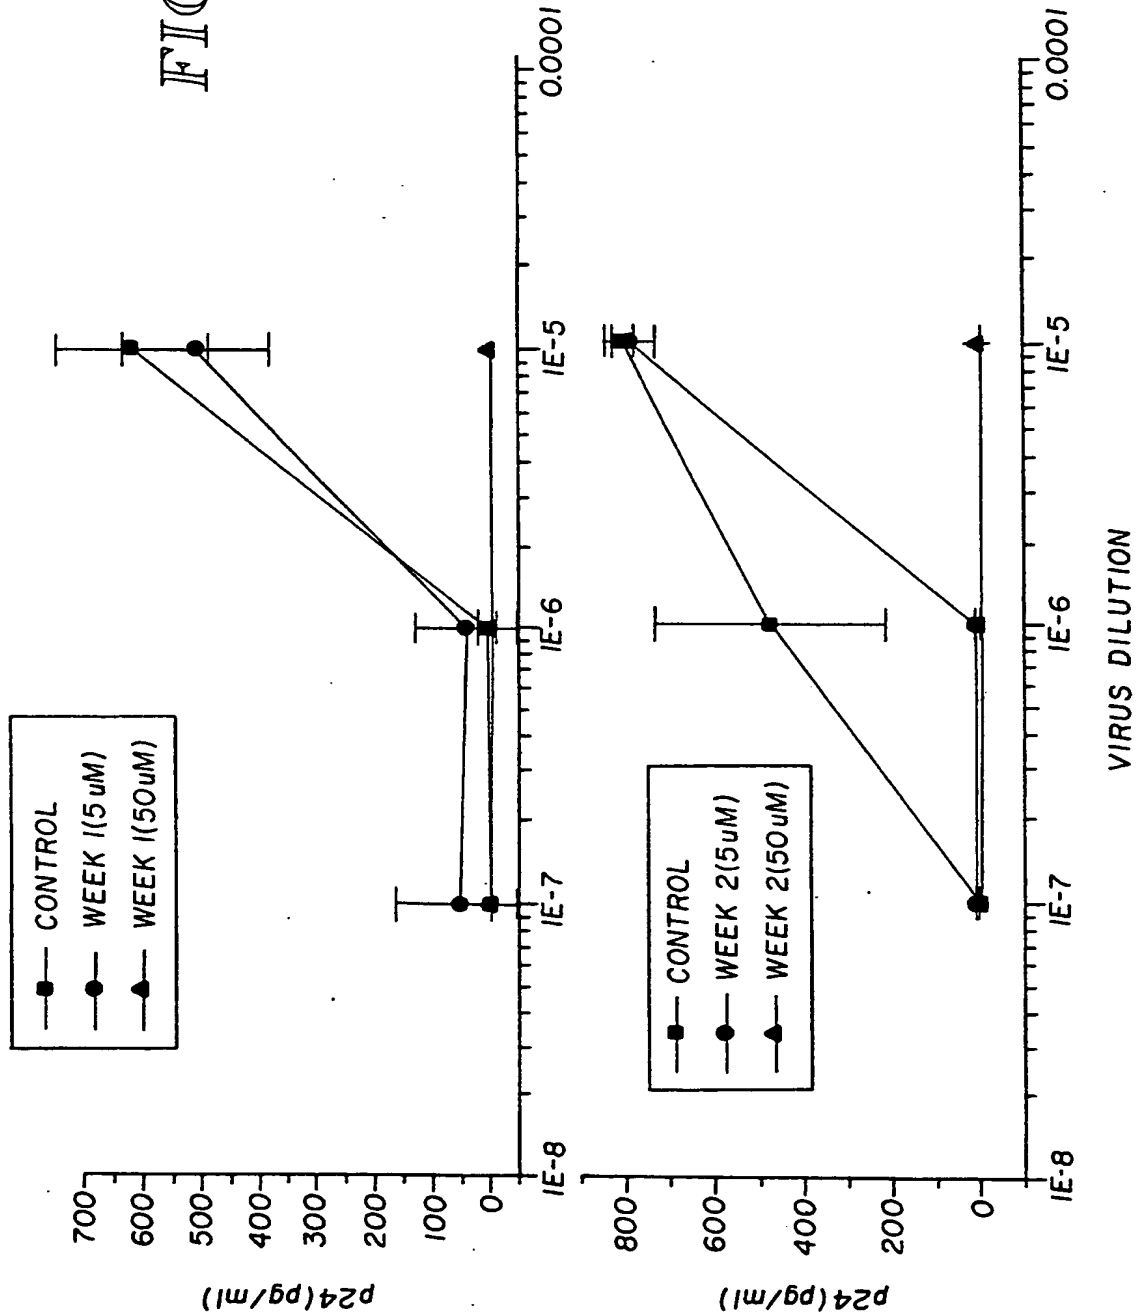 FIG
700
600
500
400
300
200
100
0
p24 (pg/ml)
CONTROL
WEEK 1(5uM)
WEEK 1(50uM)
1E-8
1E-7
1E-6
1E-5
0.0001
800
600
400
200
0
p24 (pg/ml)
CONTROL
WEEK 2(5uM)
WEEK 2(50uM)
1E-8
1E-7
1E-6
1E-5
0.0001
VIRUS DILUTION